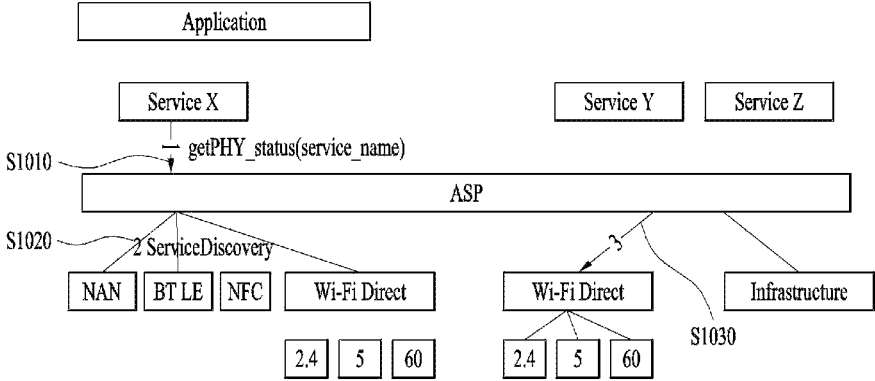 Application
Service X
Service Y
Service Z
1 getPHY_status(service_name)
S1010
ASP
S1020
2 ServiceDiscovery
3
NAN
BT LE
NFC
Wi-Fi Direct
Wi-Fi Direct
Infrastructure
S1030
2.4
5
60
2.4
5
60